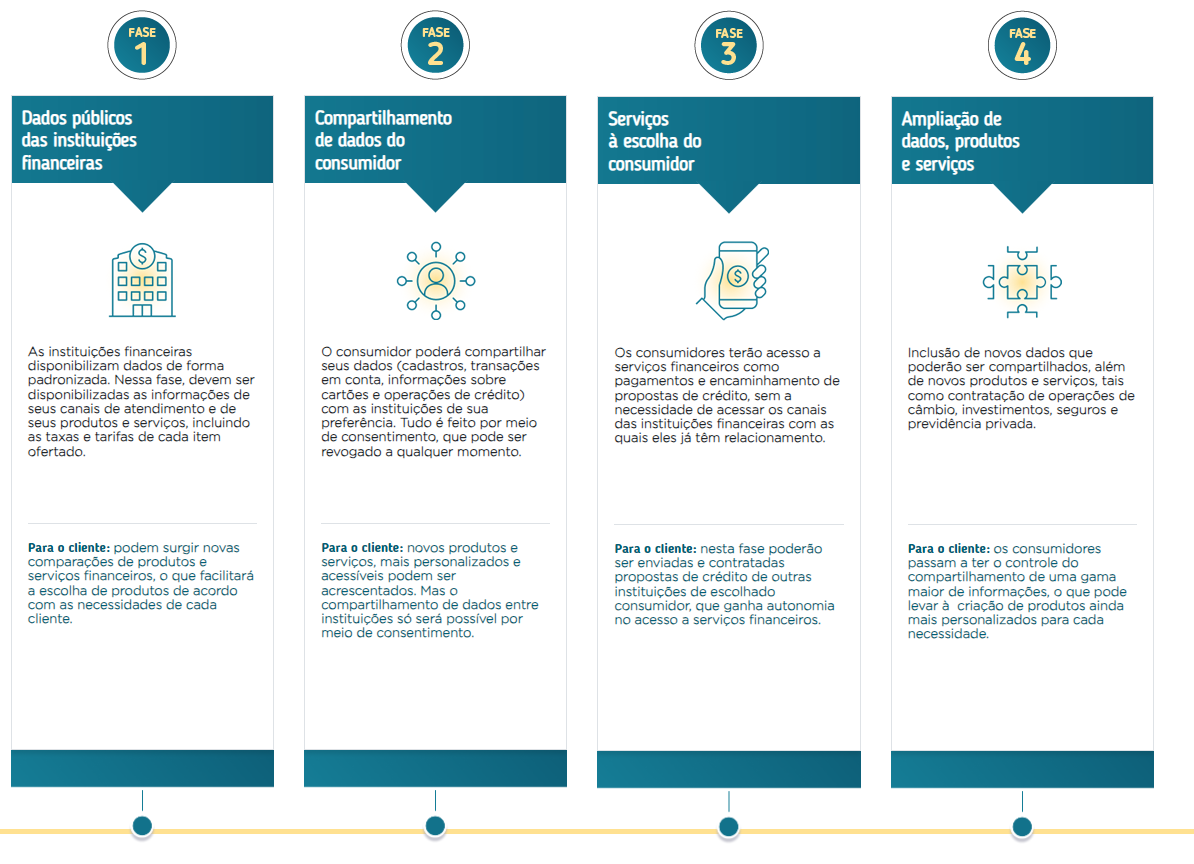 FASE
1
Dados públicos
das instituições
financeiras
$
As instituições financeiras
disponibilizam dados de forma
padronizada. Nessa fase, devem ser
disponibilizadas as informações de
seus canais de atendimento e de
seus produtos e serviços, incluindo
as taxas e tarifas de cada item
ofertado.
Para o cliente: podem surgir novas
comparações de produtos e
serviços financeiros, o que facilitará
a escolha de produtos de acordo
com as necessidades de cada
cliente.
FASE
2
Compartilhamento
de dados do
consumidor
O consumidor poderá compartilhar
seus dados (cadastros, transações
em conta, informações sobre
cartões e operações de crédito)
com as instituições de sua
preferência. Tudo é feito por meio
de consentimento, que pode ser
revogado a qualquer momento.
Para o cliente: novos produtos e
serviços, mais personalizados e
acessíveis podem ser
acrescentados. Mas o
compartilhamento de dados entre
instituições só será possível por
meio de consentimento.
FASE
3
Serviços
à escolha do
consumidor
$
Os consumidores terão acesso a
serviços financeiros como
pagamentos e encaminhamento de
propostas de crédito, sem a
necessidade de acessar os canais
das instituições financeiras com as
quais eles já têm relacionamento.
Para o cliente: nesta fase poderão
ser enviadas e contratadas
propostas de crédito de outras
instituições de escolhado
consumidor, que ganha autonomia
no acesso a serviços financeiros.
FASE
4
Ampliação de
dados, produtos
e serviços
Inclusão de novos dados que
poderão ser compartilhados, além
de novos produtos e serviços, tais
como contratação de operações de
câmbio, investimentos, seguros e
previdência privada.
Para o cliente: os consumidores
passam a ter o controle do
compartilhamento de uma gama
maior de informações, o que pode
levar à  criação de produtos ainda
mais personalizados para cada
necessidade.